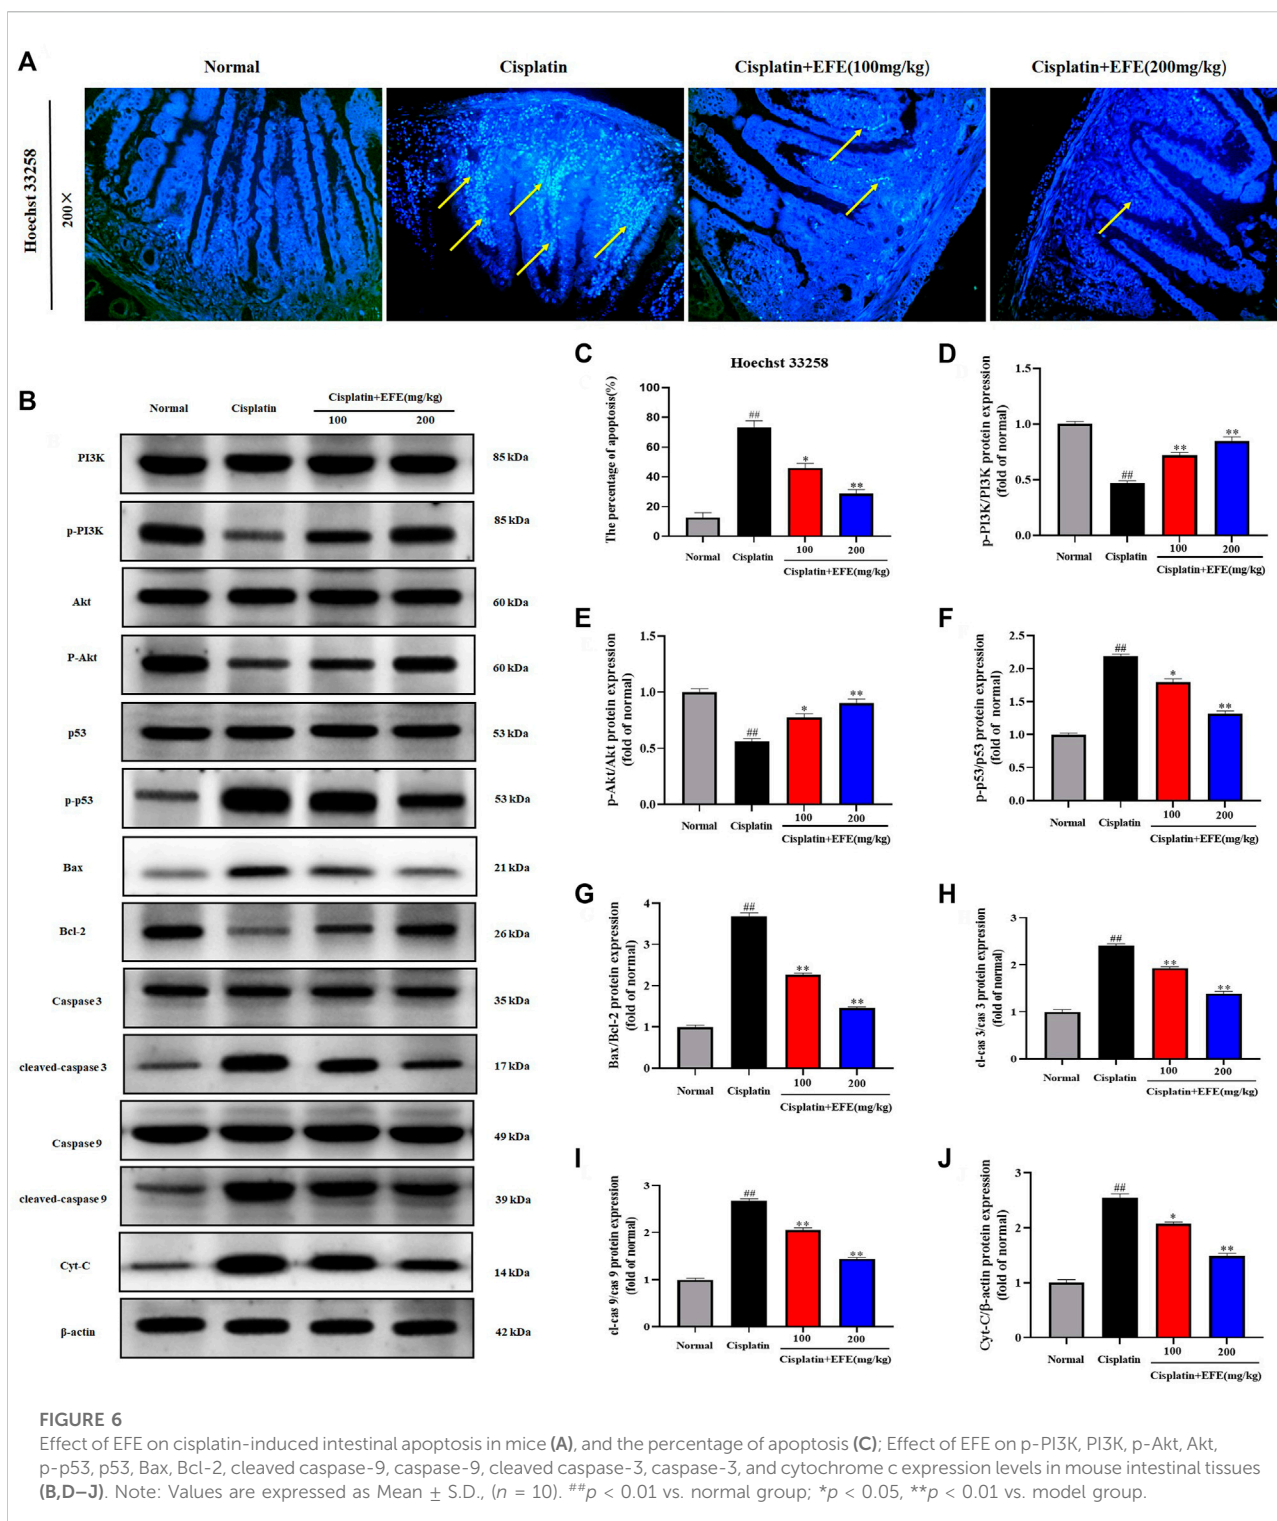 A
Normal
Cisplatin
Cisplatin+EFE(100mg/kg)
Cisplatin+EFE(200mg/kg)
Hoechst 33258
200×
B
Normal
Cisplatin
Cisplatin+EFE(mg/kg)
100
200
PI3K
85 kDa
p-PI3K
85 kDa
Akt
60 kDa
P-Akt
60 kDa
p53
53 kDa
p-p53
53 kDa
Bax
21 kDa
Bcl-2
26 kDa
Caspase 3
35 kDa
cleaved-caspase 3
17 kDa
Caspase 9
49 kDa
cleaved-caspase 9
39 kDa
Cyt-C
14 kDa
β-actin
42 kDa
C
Hoechst 33258
The percentage of apoptosis(%)
100
80
60
40
20
0
##
*
**
Normal
Cisplatin
100
200
Cisplatin+EFE(mg/kg)
D
p-PI3K/PI3K protein expression
(fold of normal)
1.5
1.0
0.5
0.0
##
**
**
Normal
Cisplatin
100
200
Cisplatin+EFE(mg/kg)
E
p-Akt/Akt protein expression
(fold of normal)
1.5
1.0
0.5
0.0
##
*
**
Normal
Cisplatin
100
200
Cisplatin+EFE(mg/kg)
F
p-p53/p53 protein expression
(fold of normal)
2.5
2.0
1.5
1.0
0.5
0.0
##
*
**
Normal
Cisplatin
100
200
Cisplatin+EFE(mg/kg)
G
Bax/Bcl-2 protein expression
(fold of normal)
4
3
2
1
0
##
**
**
Normal
Cisplatin
100
200
Cisplatin+EFE(mg/kg)
H
cl-cas 3/cas 3 protein expression
(fold of normal)
3
2
1
0
##
**
**
Normal
Cisplatin
100
200
Cisplatin+EFE(mg/kg)
I
cl-cas 9/cas 9 protein expression
(fold of normal)
3
2
1
0
##
**
**
Normal
Cisplatin
100
200
Cisplatin+EFE(mg/kg)
J
Cyt-C/β-actin protein expression
(fold of normal)
3
2
1
0
##
*
**
Normal
Cisplatin
100
200
Cisplatin+EFE(mg/kg)
FIGURE 6
Effect of EFE on cisplatin-induced intestinal apoptosis in mice (A), and the percentage of apoptosis (C); Effect of EFE on p-PI3K, PI3K, p-Akt, Akt,
p-p53, p53, Bax, Bcl-2, cleaved caspase-9, caspase-9, cleaved caspase-3, caspase-3, and cytochrome c expression levels in mouse intestinal tissues
(B,D–J). Note: Values are expressed as Mean ± S.D., (n = 10). ##p < 0.01 vs. normal group; *p < 0.05, **p < 0.01 vs. model group.